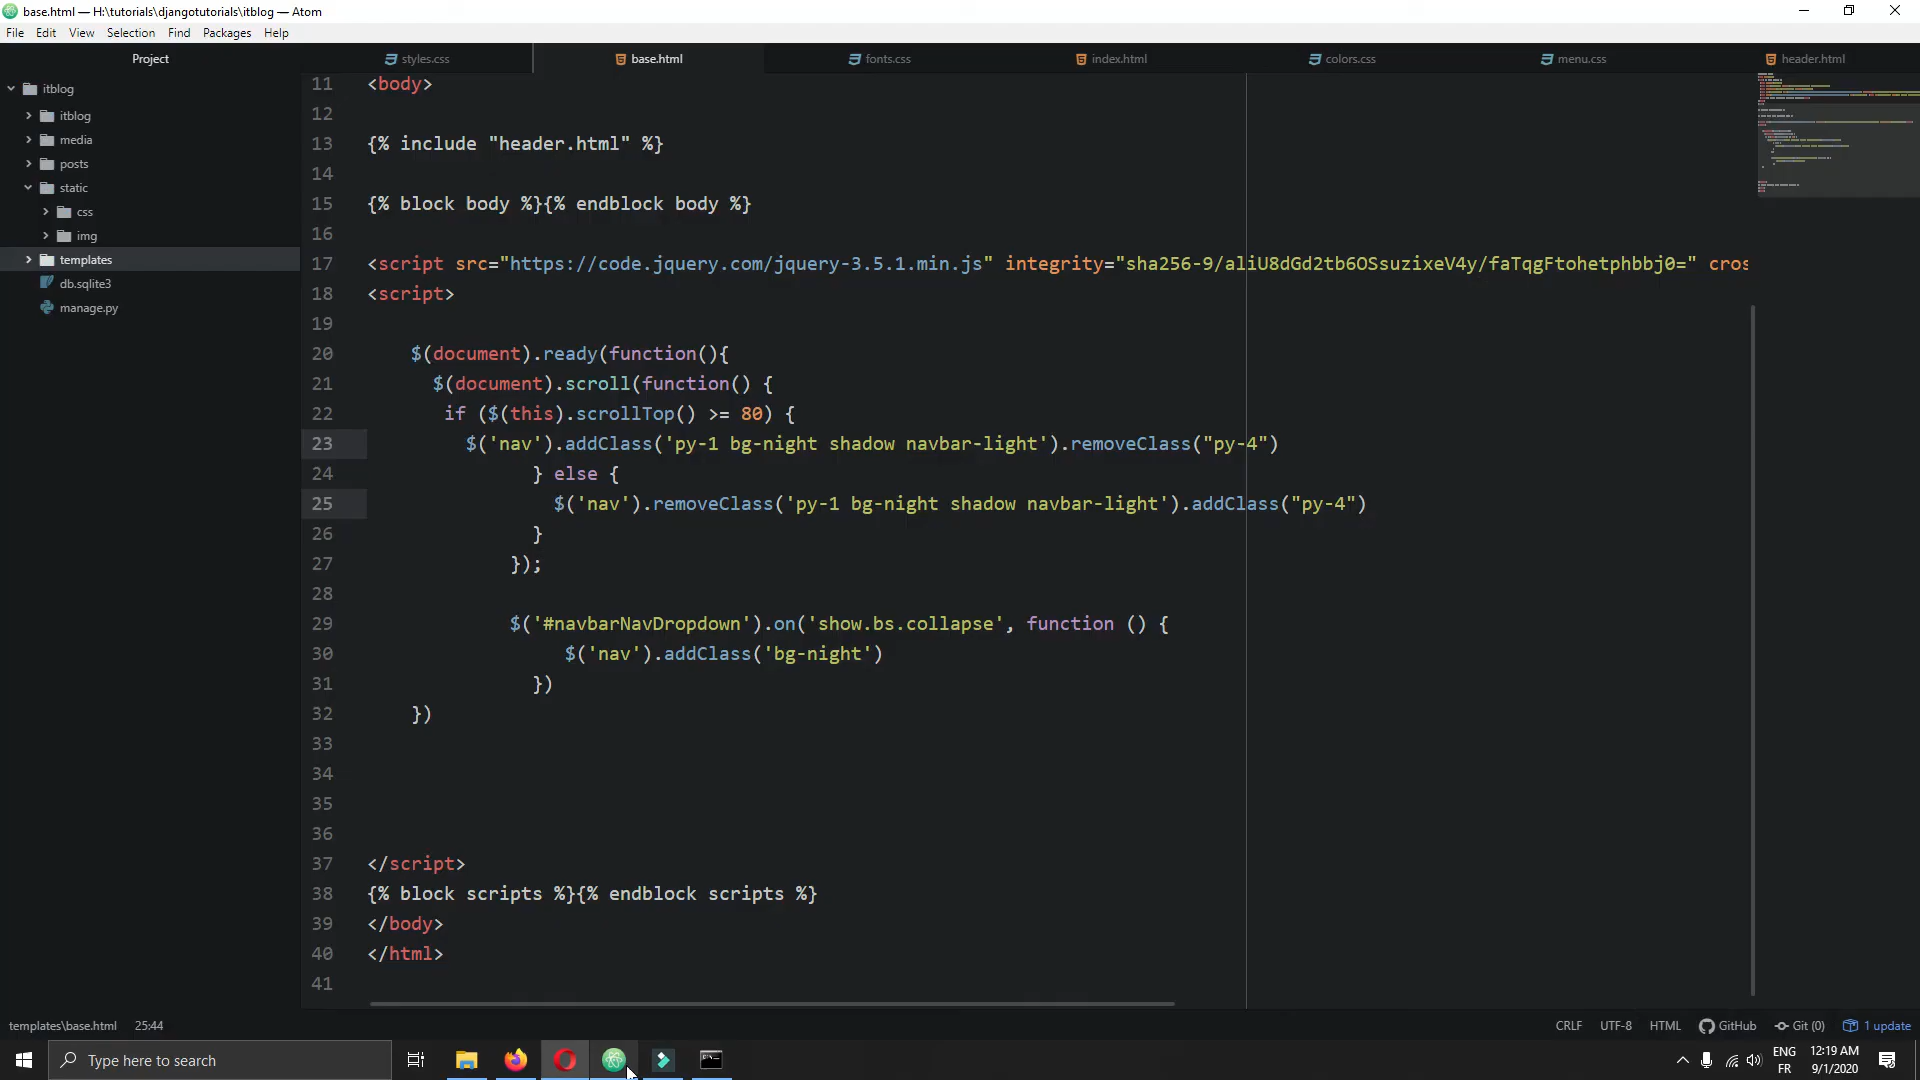 base.html — H:\tutorials\djangotutorials\itblog — Atom
File Edit View Selection Find Packages Help
Project
styles.css base.html fonts.css index.html colors.css menu.css header.html
itblog
itblog
media
posts
static
css
img
templates
db.sqlite3
manage.py
11 <body>
12
13 {% include "header.html" %}
14
15 {% block body %}{% endblock body %}
16
17 <script src="https://code.jquery.com/jquery-3.5.1.min.js" integrity="sha256-9/aliU8dGd2tb6OSsuzixeV4y/faTqgFtohetphbbj0=" cros
18 <script>
19
20 $(document).ready(function(){
21 $(document).scroll(function() {
22 if ($(this).scrollTop() >= 80) {
23 $('nav').addClass('py-1 bg-night shadow navbar-light').removeClass("py-4")
24 } else {
25 $('nav').removeClass('py-1 bg-night shadow navbar-light').addClass("py-4")
26 }
27 });
28
29 $('#navbarNavDropdown').on('show.bs.collapse', function () {
30 $('nav').addClass('bg-night')
31 })
32 })
33
34
35
36
37 </script>
38 {% block scripts %}{% endblock scripts %}
39 </body>
40 </html>
41
templates\base.html 25:44 CRLF UTF-8 HTML GitHub Git (0) 1 update
Type here to search
ENG 12:19 AM
FR 9/1/2020